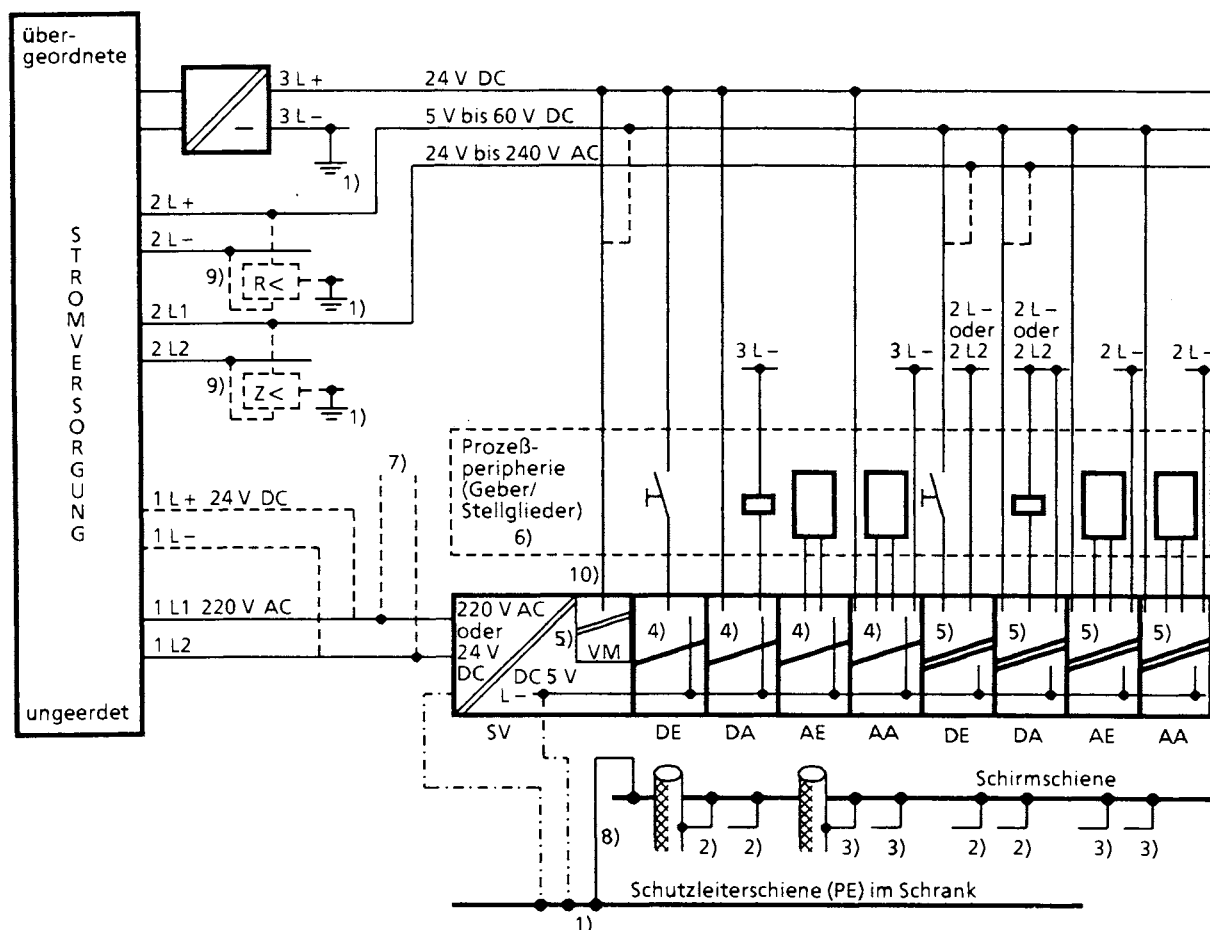 über-
geordnete
STROMVERSORGUNG
ungeerdet
3 L+
24 V DC
3 L−
5 V bis 60 V DC
24 V bis 240 V AC
1)
2 L+
2 L−
9)
R<
1)
2 L1
2 L2
9)
Z<
1)
7)
1 L+ 24 V DC
1 L−
1 L1 220 V AC
1 L2
3 L−
3 L−
2 L−
oder
2 L2
2 L−
oder
2 L2
2 L−
2 L−
Prozeß-
peripherie
(Geber/
Stellglieder)
6)
10)
220 V AC
oder
24 V
DC
5)
VM
DC 5 V
L−
4)
4)
4)
4)
5)
5)
5)
5)
SV
DE
DA
AE
AA
DE
DA
AE
AA
Schirmschiene
8)
2)
2)
3)
3)
2)
2)
3)
3)
Schutzleiterschiene (PE) im Schrank
1)